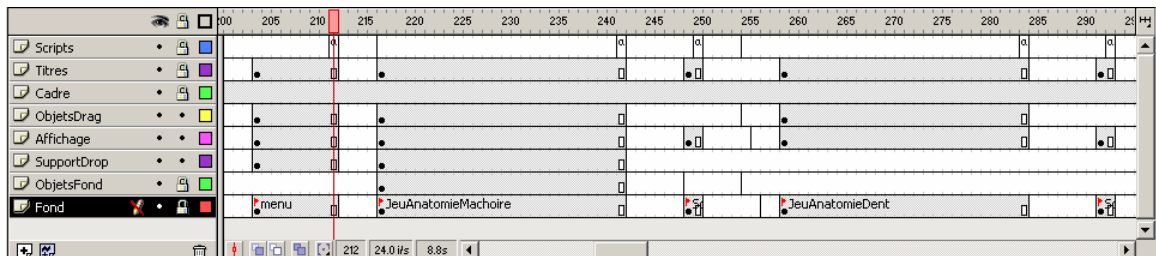 200 205 210 215 220 225 230 235 240 245 250 255 260 265 270 275 280 285 290
Scripts a a a a a
Titres
Cadre
ObjetsDrag
Affichage
SupportDrop
ObjetsFond
Fond menu JeuAnatomieMachoire JeuAnatomieDent
212 24.0 i/s 8.8s